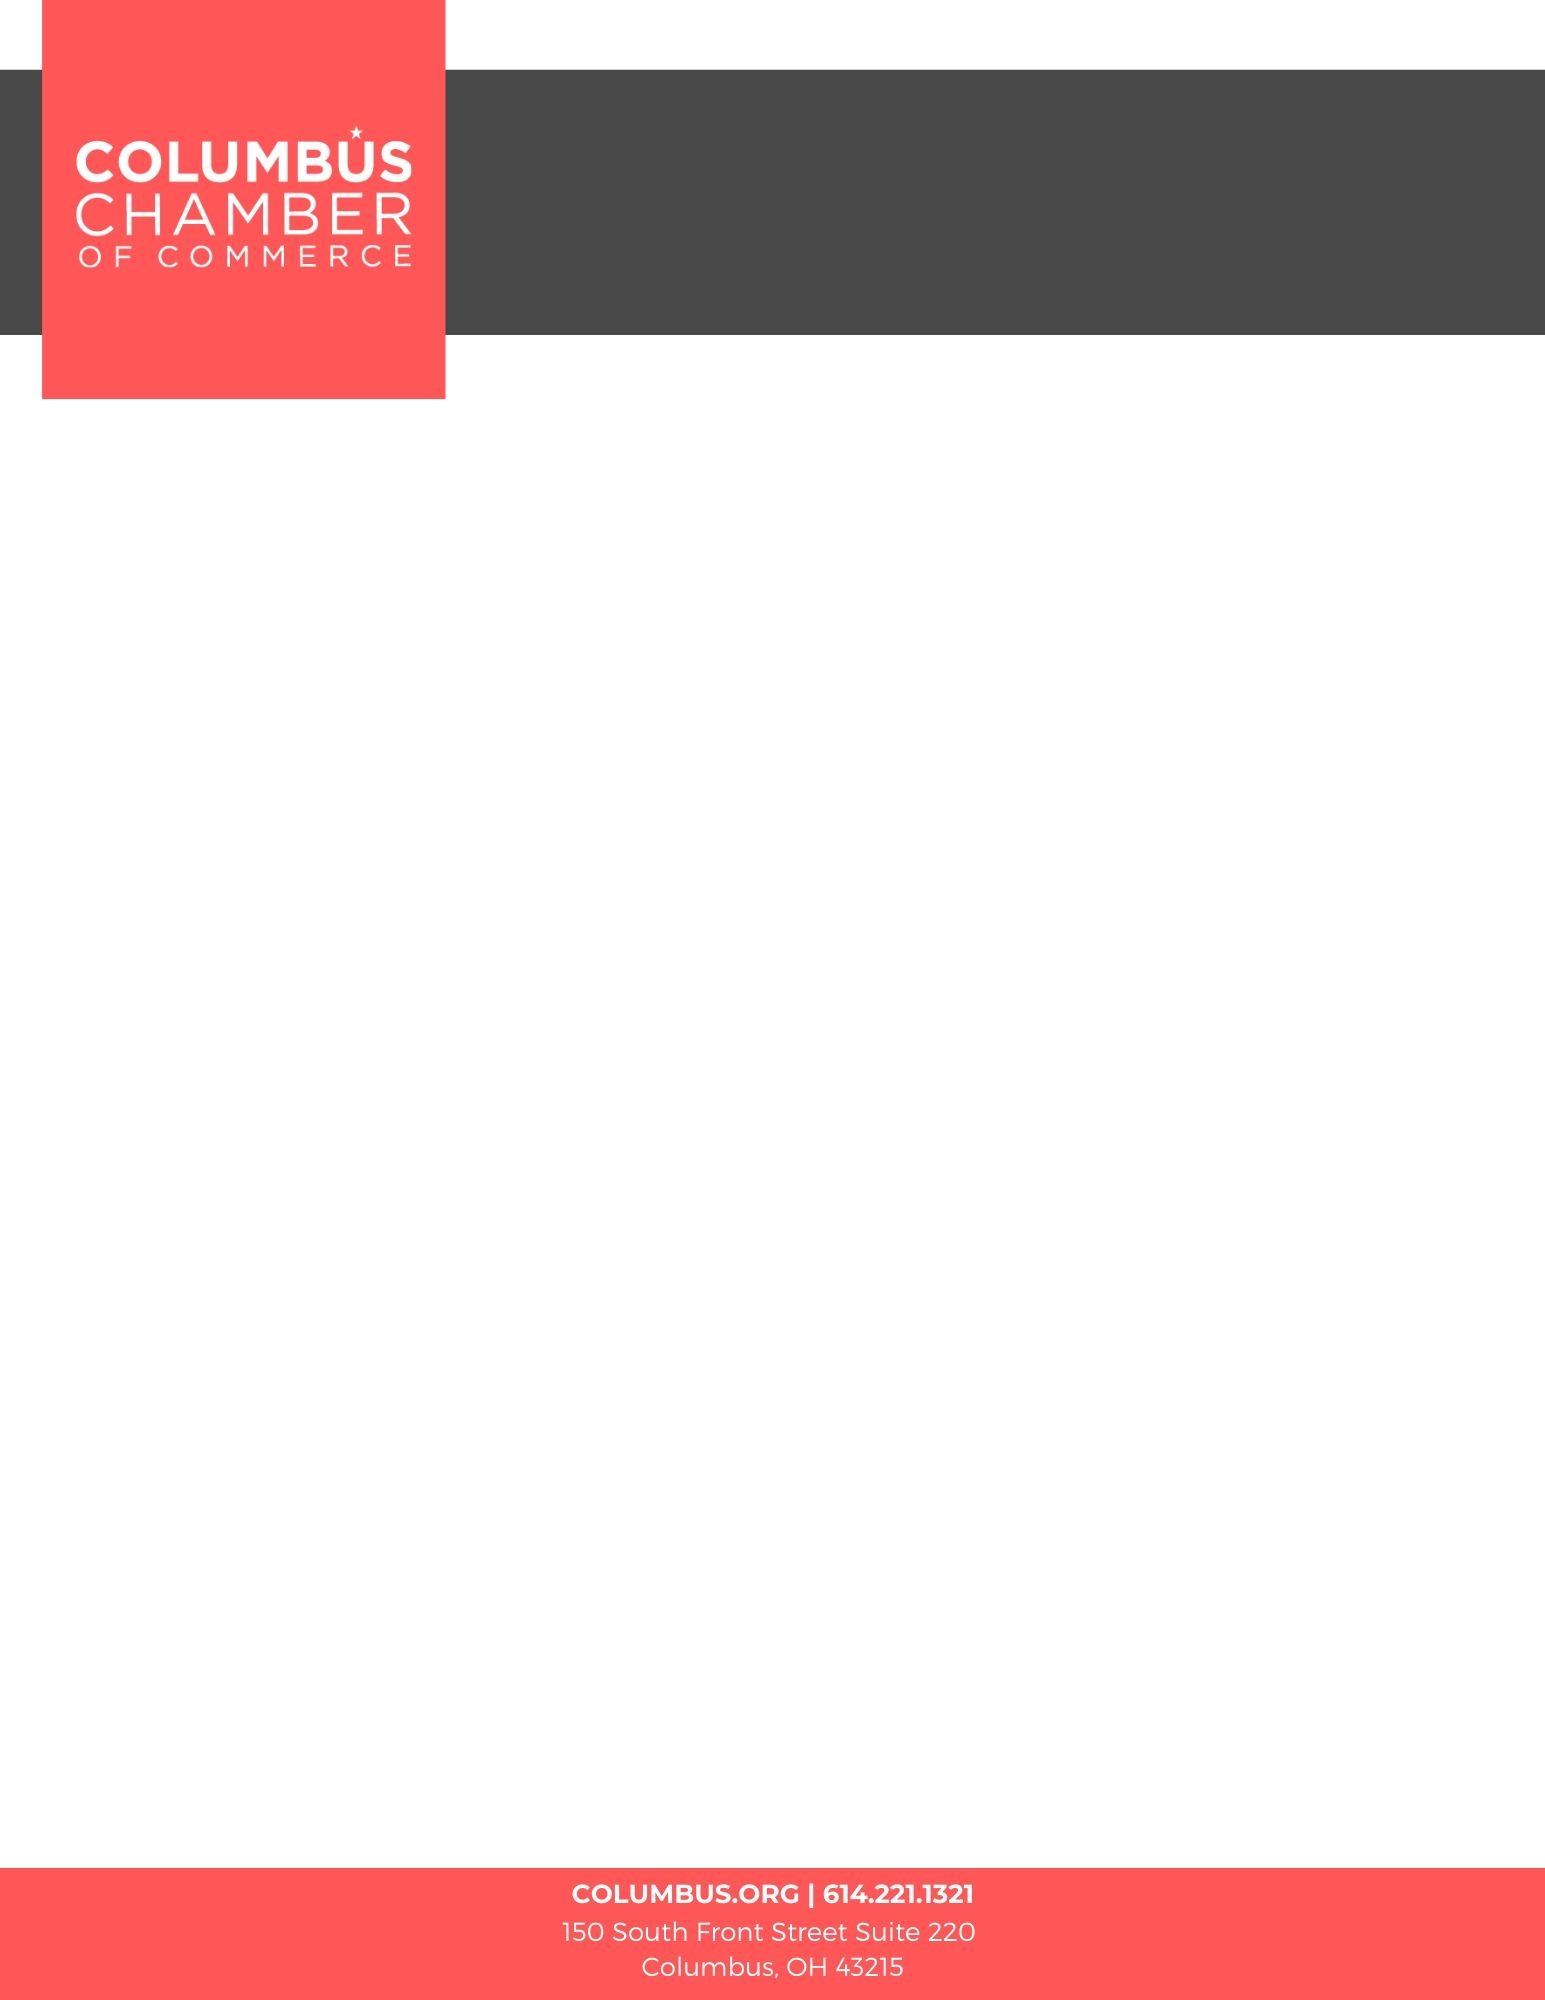 COLUMBUS
CHAMBER
OF COMMERCE
COLUMBUS.ORG | 614.221.1321
150 South Front Street Suite 220
Columbus, OH 43215